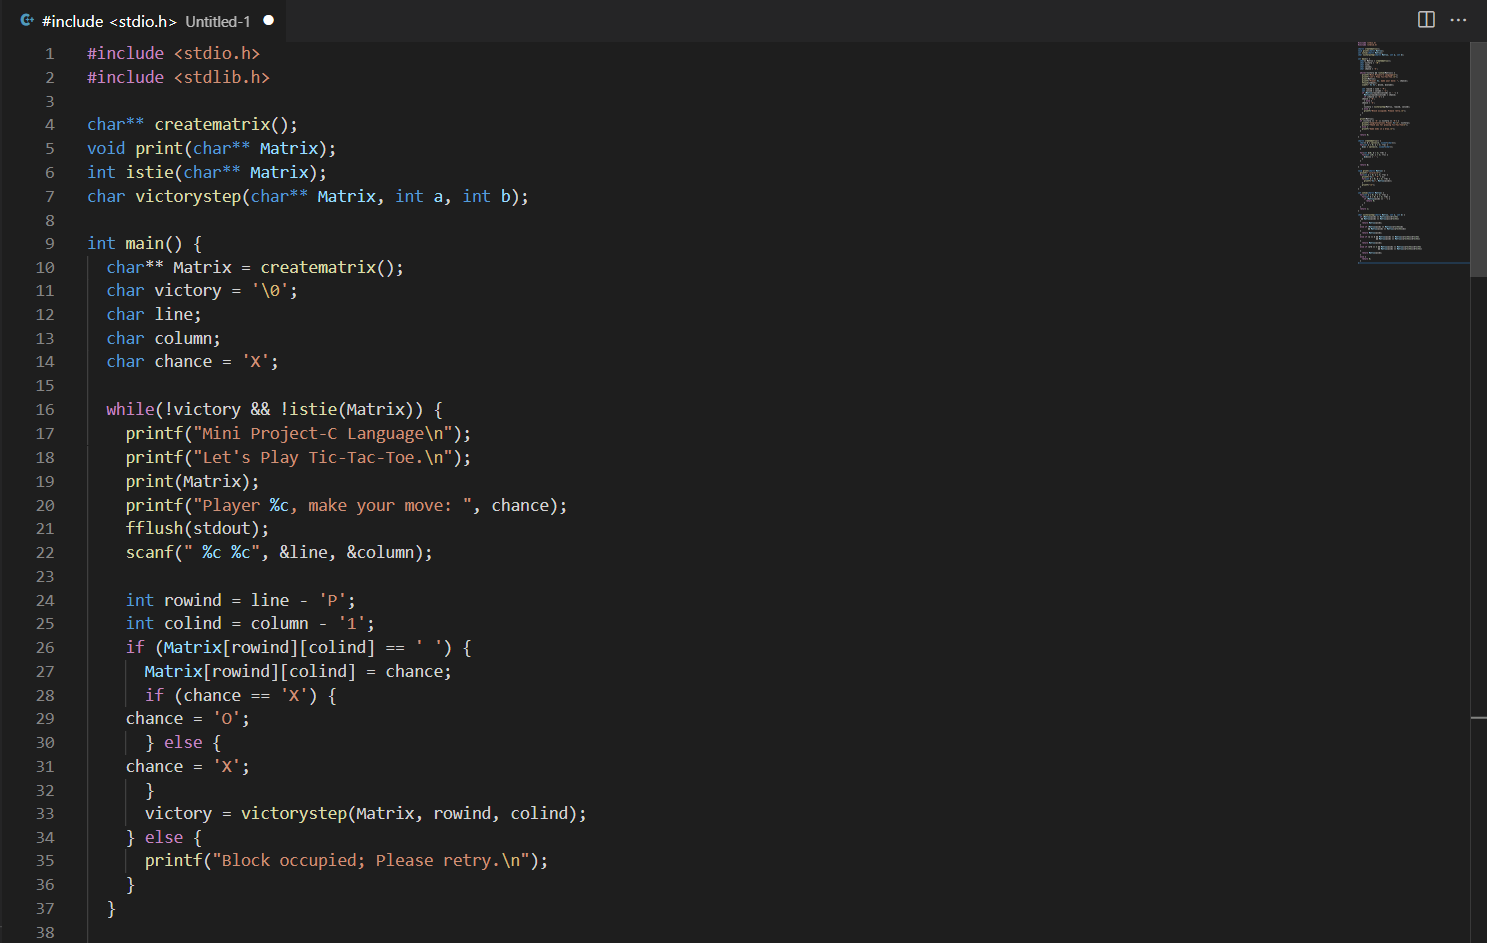 #include <stdio.h> Untitled-1
1 #include <stdio.h>
2 #include <stdlib.h>
3
4 char** creatematrix();
5 void print(char** Matrix);
6 int istie(char** Matrix);
7 char victorystep(char** Matrix, int a, int b);
8
9 int main() {
10 char** Matrix = creatematrix();
11 char victory = '\0';
12 char line;
13 char column;
14 char chance = 'X';
15
16 while(!victory && !istie(Matrix)) {
17 printf("Mini Project-C Language\n");
18 printf("Let's Play Tic-Tac-Toe.\n");
19 print(Matrix);
20 printf("Player %c, make your move: ", chance);
21 fflush(stdout);
22 scanf(" %c %c", &line, &column);
23
24 int rowind = line - 'P';
25 int colind = column - '1';
26 if (Matrix[rowind][colind] == ' ') {
27 Matrix[rowind][colind] = chance;
28 if (chance == 'X') {
29 chance = 'O';
30 } else {
31 chance = 'X';
32 }
33 victory = victorystep(Matrix, rowind, colind);
34 } else {
35 printf("Block occupied; Please retry.\n");
36 }
37 }
38